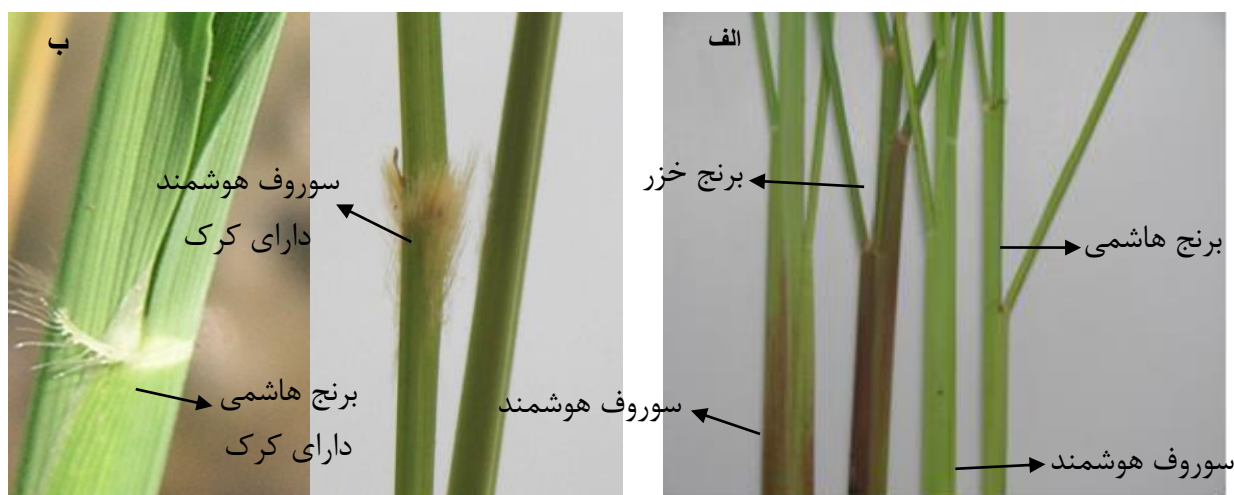 الف
برنج خزر
برنج هاشمی
سوروف هوشمند
سوروف هوشمند
ب
سوروف هوشمند
دارای کرک
برنج هاشمی
دارای کرک